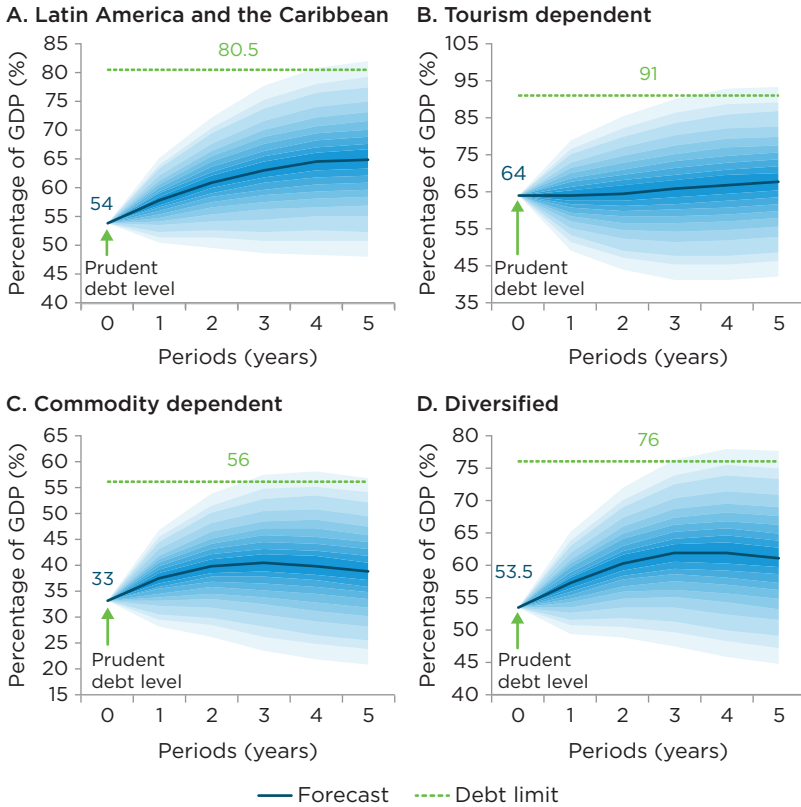 A. Latin America and the Caribbean
Percentage of GDP (%)
85
80
75
70
65
60
55
50
45
40
80.5
54
Prudent
debt level
0 1 2 3 4 5
Periods (years)
B. Tourism dependent
Percentage of GDP (%)
105
95
85
75
65
55
45
35
91
64
Prudent
debt level
0 1 2 3 4 5
Periods (years)
C. Commodity dependent
Percentage of GDP (%)
65
60
55
50
45
40
35
30
25
20
15
56
33
Prudent
debt level
0 1 2 3 4 5
Periods (years)
D. Diversified
Percentage of GDP (%)
80
75
70
65
60
55
50
45
40
76
53.5
Prudent
debt level
0 1 2 3 4 5
Periods (years)
Forecast
Debt limit